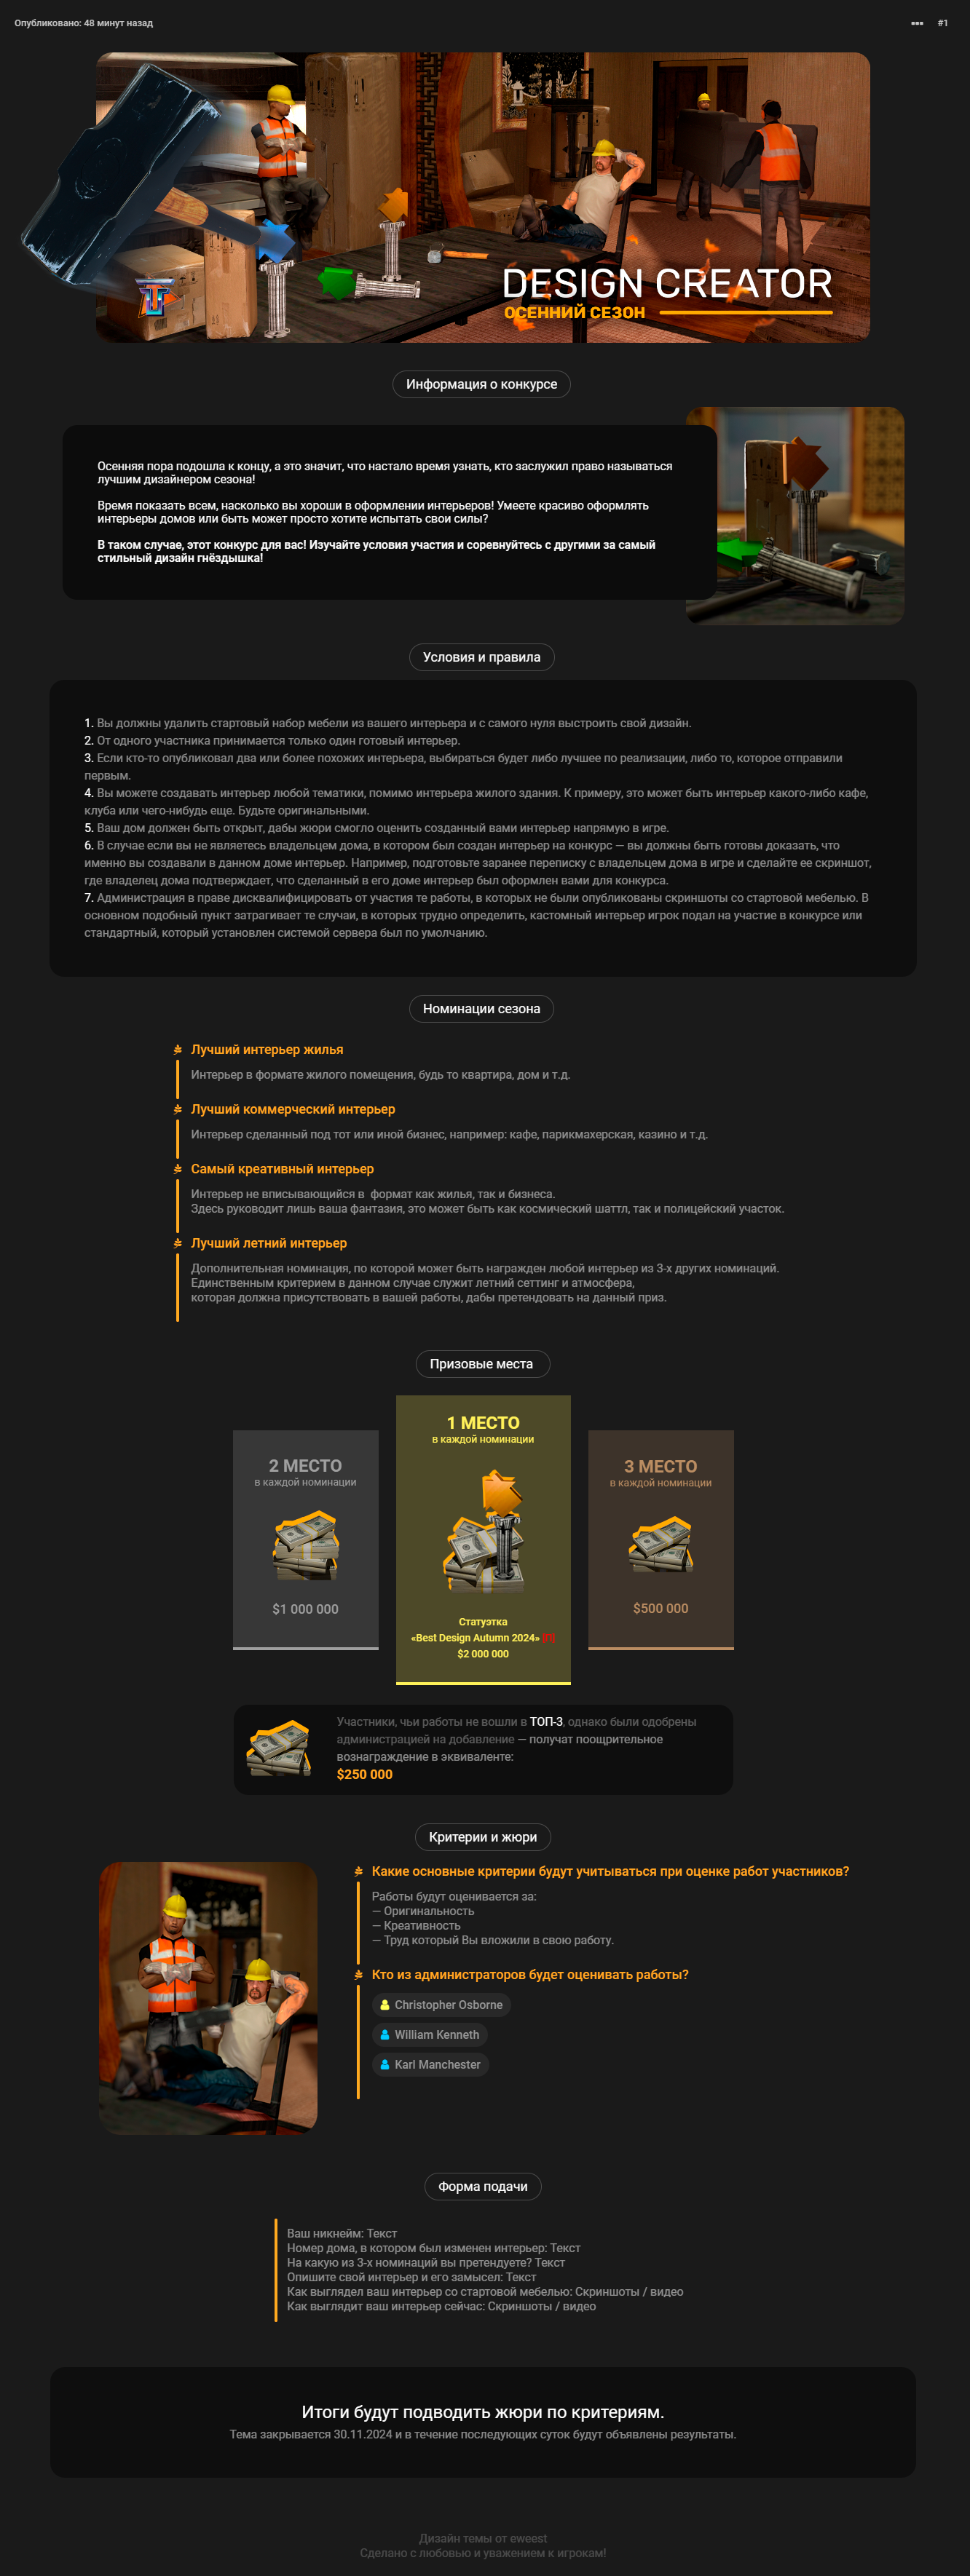 Опубликовано: 48 минут назад
#1
DESIGN CREATOR
ОСЕННИЙ СЕЗОН
Информация о конкурсе
Осенняя пора подошла к концу, а это значит, что настало время узнать, кто заслужил право называться
лучшим дизайнером сезона!
Время показать всем, насколько вы хороши в оформлении интерьеров! Умеете красиво оформлять
интерьеры домов или быть может просто хотите испытать свои силы?
В таком случае, этот конкурс для вас! Изучайте условия участия и соревнуйтесь с другими за самый
стильный дизайн гнёздышка!
Условия и правила
1. Вы должны удалить стартовый набор мебели из вашего интерьера и с самого нуля выстроить свой дизайн.
2. От одного участника принимается только один готовый интерьер.
3. Если кто-то опубликовал два или более похожих интерьера, выбираться будет либо лучшее по реализации, либо то, которое отправили
первым.
4. Вы можете создавать интерьер любой тематики, помимо интерьера жилого здания. К примеру, это может быть интерьер какого-либо кафе,
клуба или чего-нибудь еще. Будьте оригинальными.
5. Ваш дом должен быть открыт, дабы жюри смогло оценить созданный вами интерьер напрямую в игре.
6. В случае если вы не являетесь владельцем дома, в котором был создан интерьер на конкурс — вы должны быть готовы доказать, что
именно вы создавали в данном доме интерьер. Например, подготовьте заранее переписку с владельцем дома в игре и сделайте ее скриншот,
где владелец дома подтверждает, что сделанный в его доме интерьер был оформлен вами для конкурса.
7. Администрация в праве дисквалифицировать от участия те работы, в которых не были опубликованы скриншоты со стартовой мебелью. В
основном подобный пункт затрагивает те случаи, в которых трудно определить, кастомный интерьер игрок подал на участие в конкурсе или
стандартный, который установлен системой сервера был по умолчанию.
Номинации сезона
Лучший интерьер жилья
Интерьер в формате жилого помещения, будь то квартира, дом и т.д.
Лучший коммерческий интерьер
Интерьер сделанный под тот или иной бизнес, например: кафе, парикмахерская, казино и т.д.
Самый креативный интерьер
Интерьер не вписывающийся в формат как жилья, так и бизнеса.
Здесь руководит лишь ваша фантазия, это может быть как космический шаттл, так и полицейский участок.
Лучший летний интерьер
Дополнительная номинация, по которой может быть награжден любой интерьер из 3-х других номинаций.
Единственным критерием в данном случае служит летний сеттинг и атмосфера,
которая должна присутствовать в вашей работы, дабы претендовать на данный приз.
Призовые места
1 МЕСТО
в каждой номинации
Статуэтка
«Best Design Autumn 2024» [П]
$2 000 000
2 МЕСТО
в каждой номинации
$1 000 000
3 МЕСТО
в каждой номинации
$500 000
Участники, чьи работы не вошли в ТОП-3, однако были одобрены
администрацией на добавление — получат поощрительное
вознаграждение в эквиваленте:
$250 000
Критерии и жюри
Какие основные критерии будут учитываться при оценке работ участников?
Работы будут оценивается за:
— Оригинальность
— Креативность
— Труд который Вы вложили в свою работу.
Кто из администраторов будет оценивать работы?
Christopher Osborne
William Kenneth
Karl Manchester
Форма подачи
Ваш никнейм: Текст
Номер дома, в котором был изменен интерьер: Текст
На какую из 3-х номинаций вы претендуете? Текст
Опишите свой интерьер и его замысел: Текст
Как выглядел ваш интерьер со стартовой мебелью: Скриншоты / видео
Как выглядит ваш интерьер сейчас: Скриншоты / видео
Итоги будут подводить жюри по критериям.
Тема закрывается 30.11.2024 и в течение последующих суток будут объявлены результаты.
Дизайн темы от eweest
Сделано с любовью и уважением к игрокам!